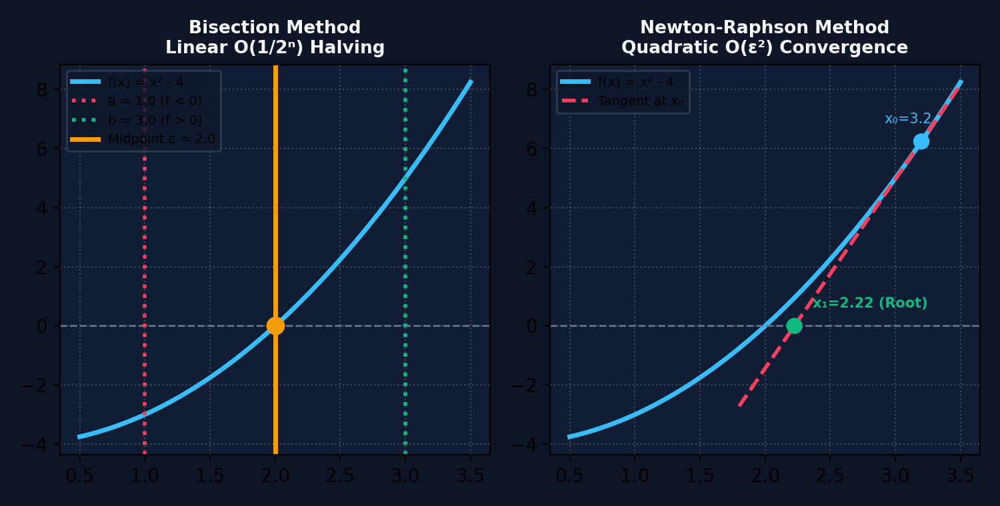 Bisection Method
Linear O(1/2ⁿ) Halving
f(x) = x² - 4
a = 1.0 (f < 0)
b = 3.0 (f > 0)
Midpoint c = 2.0
8
6
4
2
0
−2
−4
0.5 1.0 1.5 2.0 2.5 3.0 3.5
Newton-Raphson Method
Quadratic O(ε²) Convergence
f(x) = x² - 4
Tangent at x₀
x₀=3.2
x₁=2.22 (Root)
8
6
4
2
0
−2
−4
0.5 1.0 1.5 2.0 2.5 3.0 3.5